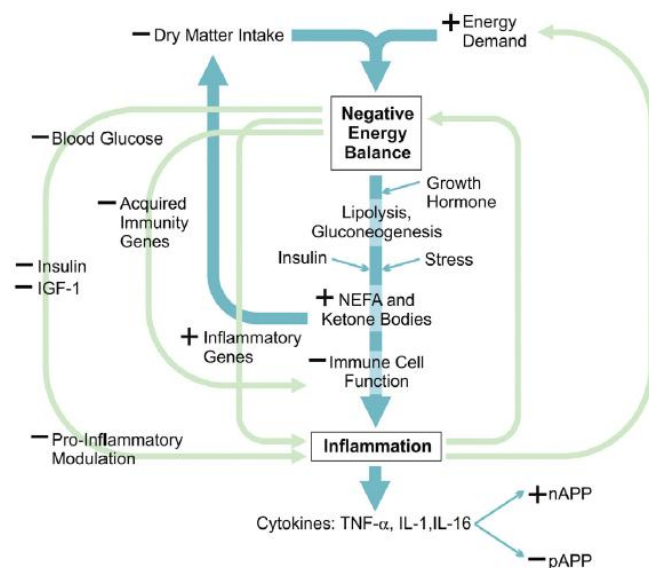 − Dry Matter Intake
+ Energy
Demand
Negative
Energy
Balance
− Blood Glucose
Growth
Hormone
− Acquired
Immunity
Genes
Lipolysis,
Gluconeogenesis
− Insulin
− IGF-1
Insulin
Stress
+ NEFA and
Ketone Bodies
+ Inflammatory
Genes
− Immune Cell
Function
− Pro-Inflammatory
Modulation
Inflammation
Cytokines: TNF-α, IL-1,IL-16
+ nAPP
− pAPP